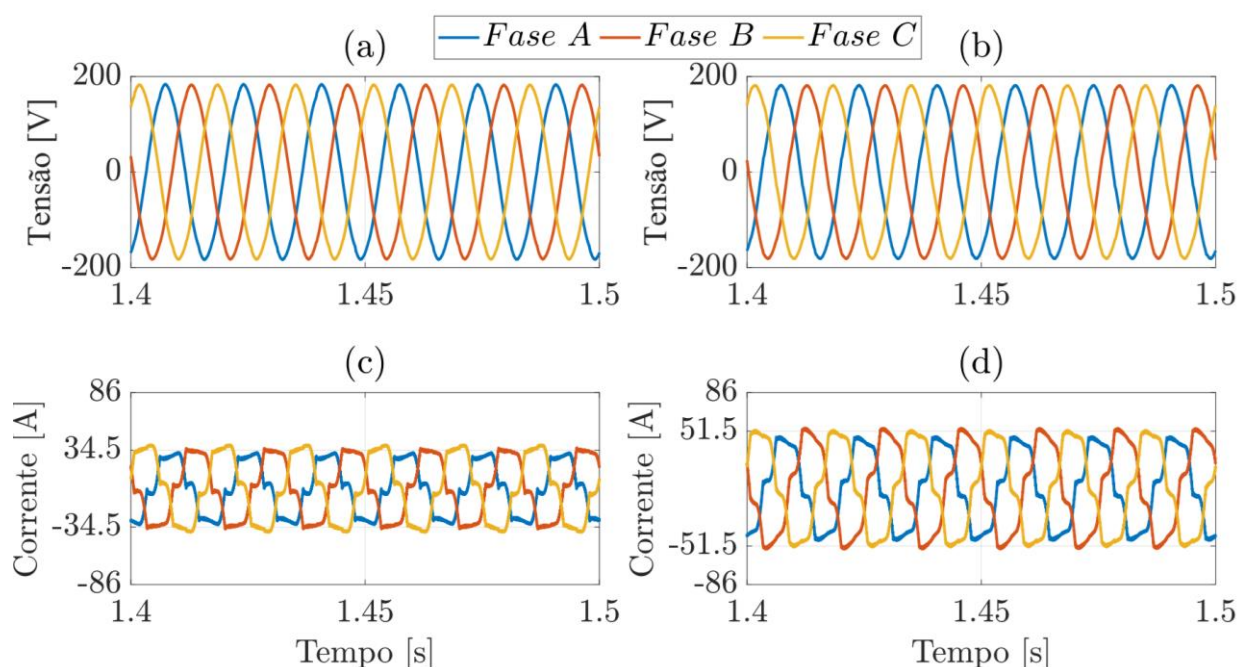 (a) Fase A Fase B Fase C (b)
200
0
-200
Tensão [V]
1.4 1.45 1.5
200
0
-200
Tensão [V]
1.4 1.45 1.5
(c)
86
34.5
-34.5
-86
Corrente [A]
1.4 1.45 1.5
Tempo [s]
(d)
86
51.5
-51.5
-86
Corrente [A]
1.4 1.45 1.5
Tempo [s]